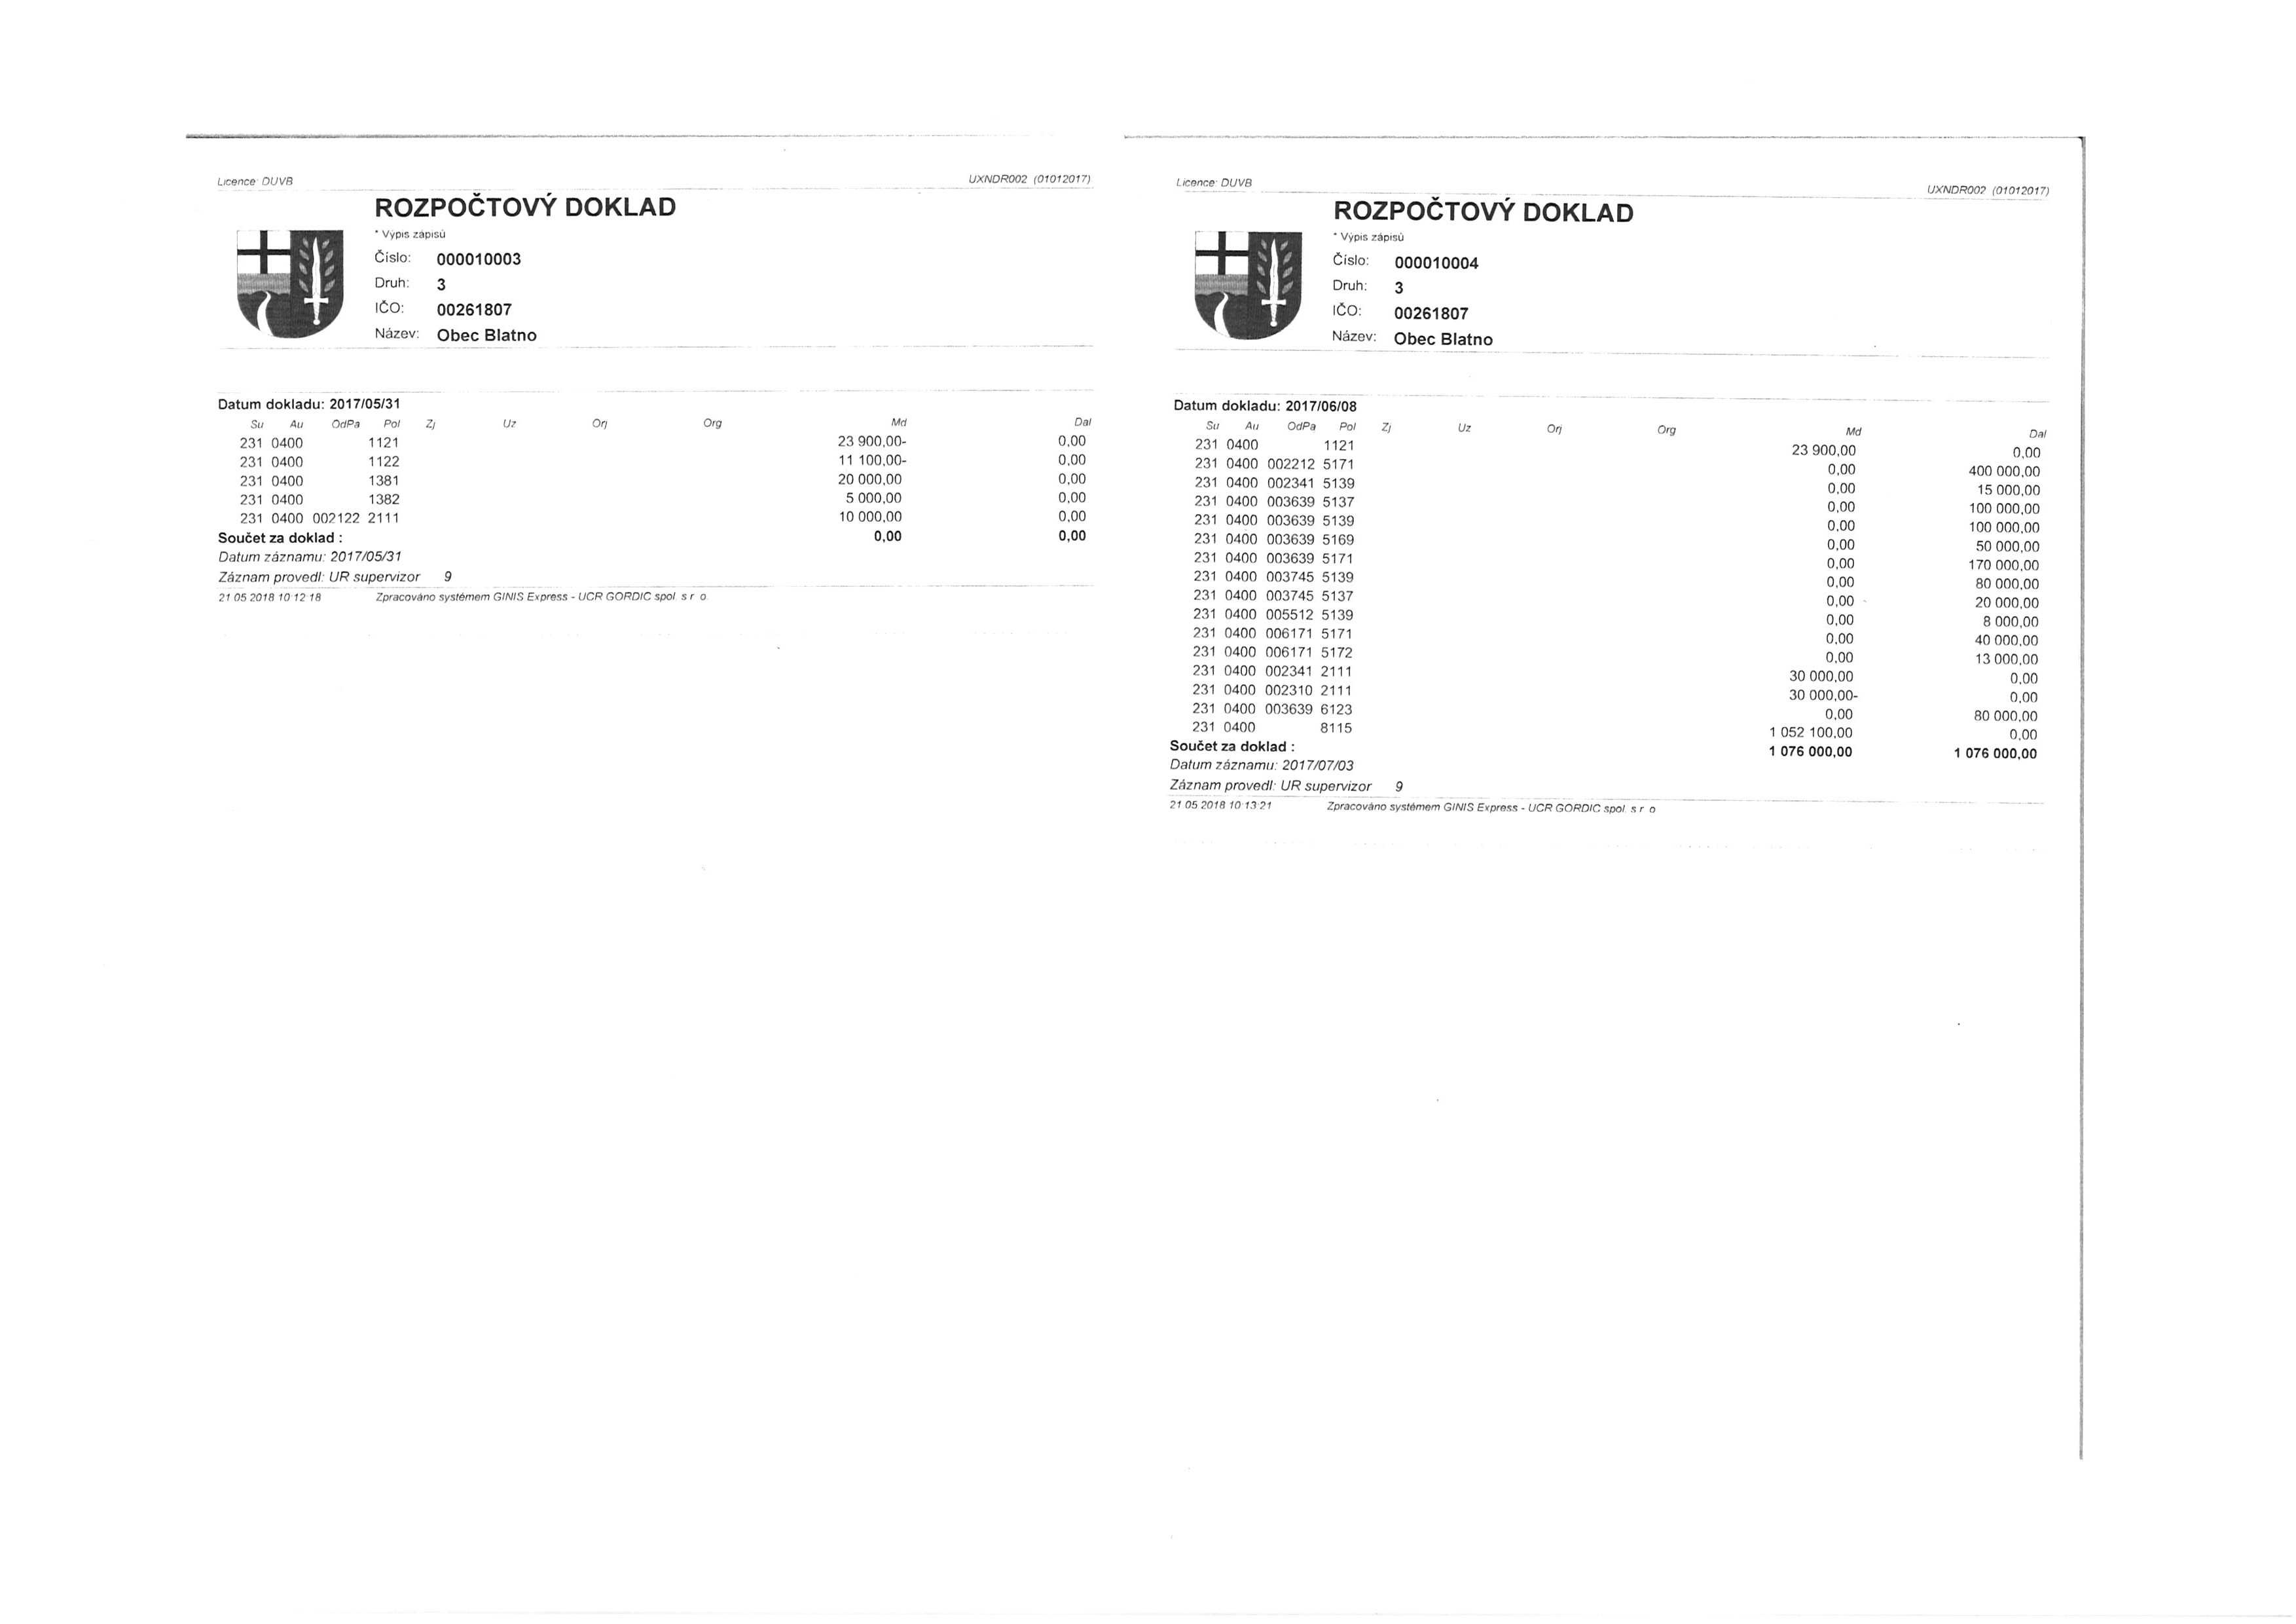 Licence: DUVB UXNDR002 (01012017)
ROZPOČTOVÝ DOKLAD
* Výpis zápisů
Číslo: 000010003
Druh: 3
IČO: 00261807
Název: Obec Blatno
Datum dokladu: 2017/05/31
Su Au OdPa Pol Zj Uz Orj Org Md Dal
231 0400 1121 23 900,00- 0,00
231 0400 1122 11 100,00- 0,00
231 0400 1381 20 000,00 0,00
231 0400 1382 5 000,00 0,00
231 0400 002122 2111 10 000,00 0,00
Součet za doklad : 0,00 0,00
Datum záznamu: 2017/05/31
Záznam provedl: UR supervizor 9
21 05 2018 10 12 18 Zpracováno systémem GINIS Express - UCR GORDIC spol. s r. o.
Licence: DUVB UXNDR002 (01012017)
ROZPOČTOVÝ DOKLAD
* Výpis zápisů
Číslo: 000010004
Druh: 3
IČO: 00261807
Název: Obec Blatno
Datum dokladu: 2017/06/08
Su Au OdPa Pol Zj Uz Orj Org Md Dal
231 0400 1121 23 900,00 0,00
231 0400 002212 5171 0,00 400 000,00
231 0400 002341 5139 0,00 15 000,00
231 0400 003639 5137 0,00 100 000,00
231 0400 003639 5139 0,00 100 000,00
231 0400 003639 5169 0,00 50 000,00
231 0400 003639 5171 0,00 170 000,00
231 0400 003745 5139 0,00 80 000,00
231 0400 003745 5137 0,00 20 000,00
231 0400 005512 5139 0,00 8 000,00
231 0400 006171 5171 0,00 40 000,00
231 0400 006171 5172 0,00 13 000,00
231 0400 002341 2111 30 000,00 0,00
231 0400 002310 2111 30 000,00- 0,00
231 0400 003639 6123 0,00 80 000,00
231 0400 8115 1 052 100,00 0,00
Součet za doklad : 1 076 000,00 1 076 000,00
Datum záznamu: 2017/07/03
Záznam provedl: UR supervizor 9
21 05 2018 10:13:21 Zpracováno systémem GINIS Express - UCR GORDIC spol. s r. o.